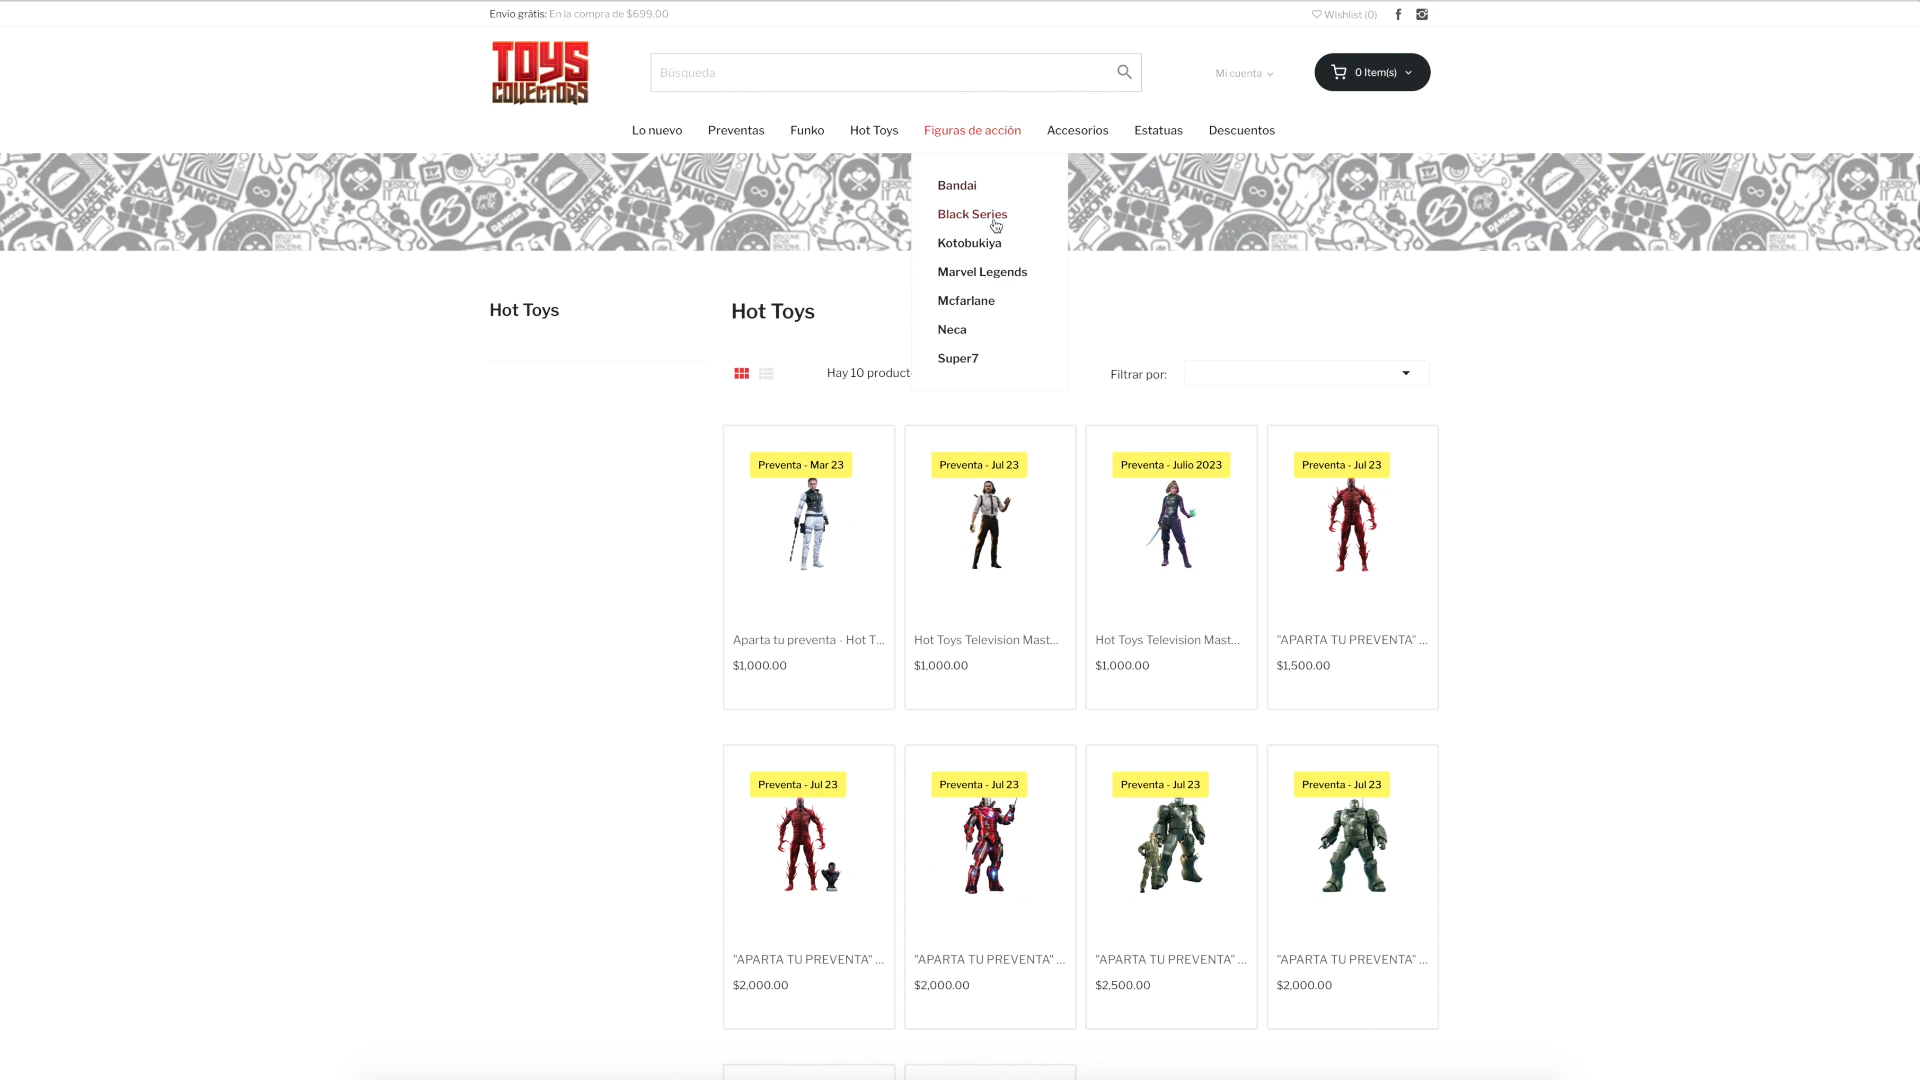 Envío grátis: En la compra de $699.00
Wishlist (0)
TOYS
COLLECTORS
Búsqueda
Mi cuenta
0 Item(s)
Lo nuevo
Preventas
Funko
Hot Toys
Figuras de acción
Accesorios
Estatuas
Descuentos
DANGER
DESTROY
IT ALL
Bandai
Black Series
Kotobukiya
Marvel Legends
Mcfarlane
Neca
Super7
Hot Toys
Hot Toys
Hay 10 product
Filtrar por:
Preventa - Mar 23
Preventa - Jul 23
Preventa - Julio 2023
Preventa - Jul 23
Aparta tu preventa - Hot T...
Hot Toys Television Mast...
Hot Toys Television Mast...
"APARTA TU PREVENTA" ...
$1,000.00
$1,000.00
$1,000.00
$1,500.00
Preventa - Jul 23
Preventa - Jul 23
Preventa - Jul 23
Preventa - Jul 23
"APARTA TU PREVENTA" ...
"APARTA TU PREVENTA" ...
"APARTA TU PREVENTA" ...
"APARTA TU PREVENTA" ...
$2,000.00
$2,000.00
$2,500.00
$2,000.00